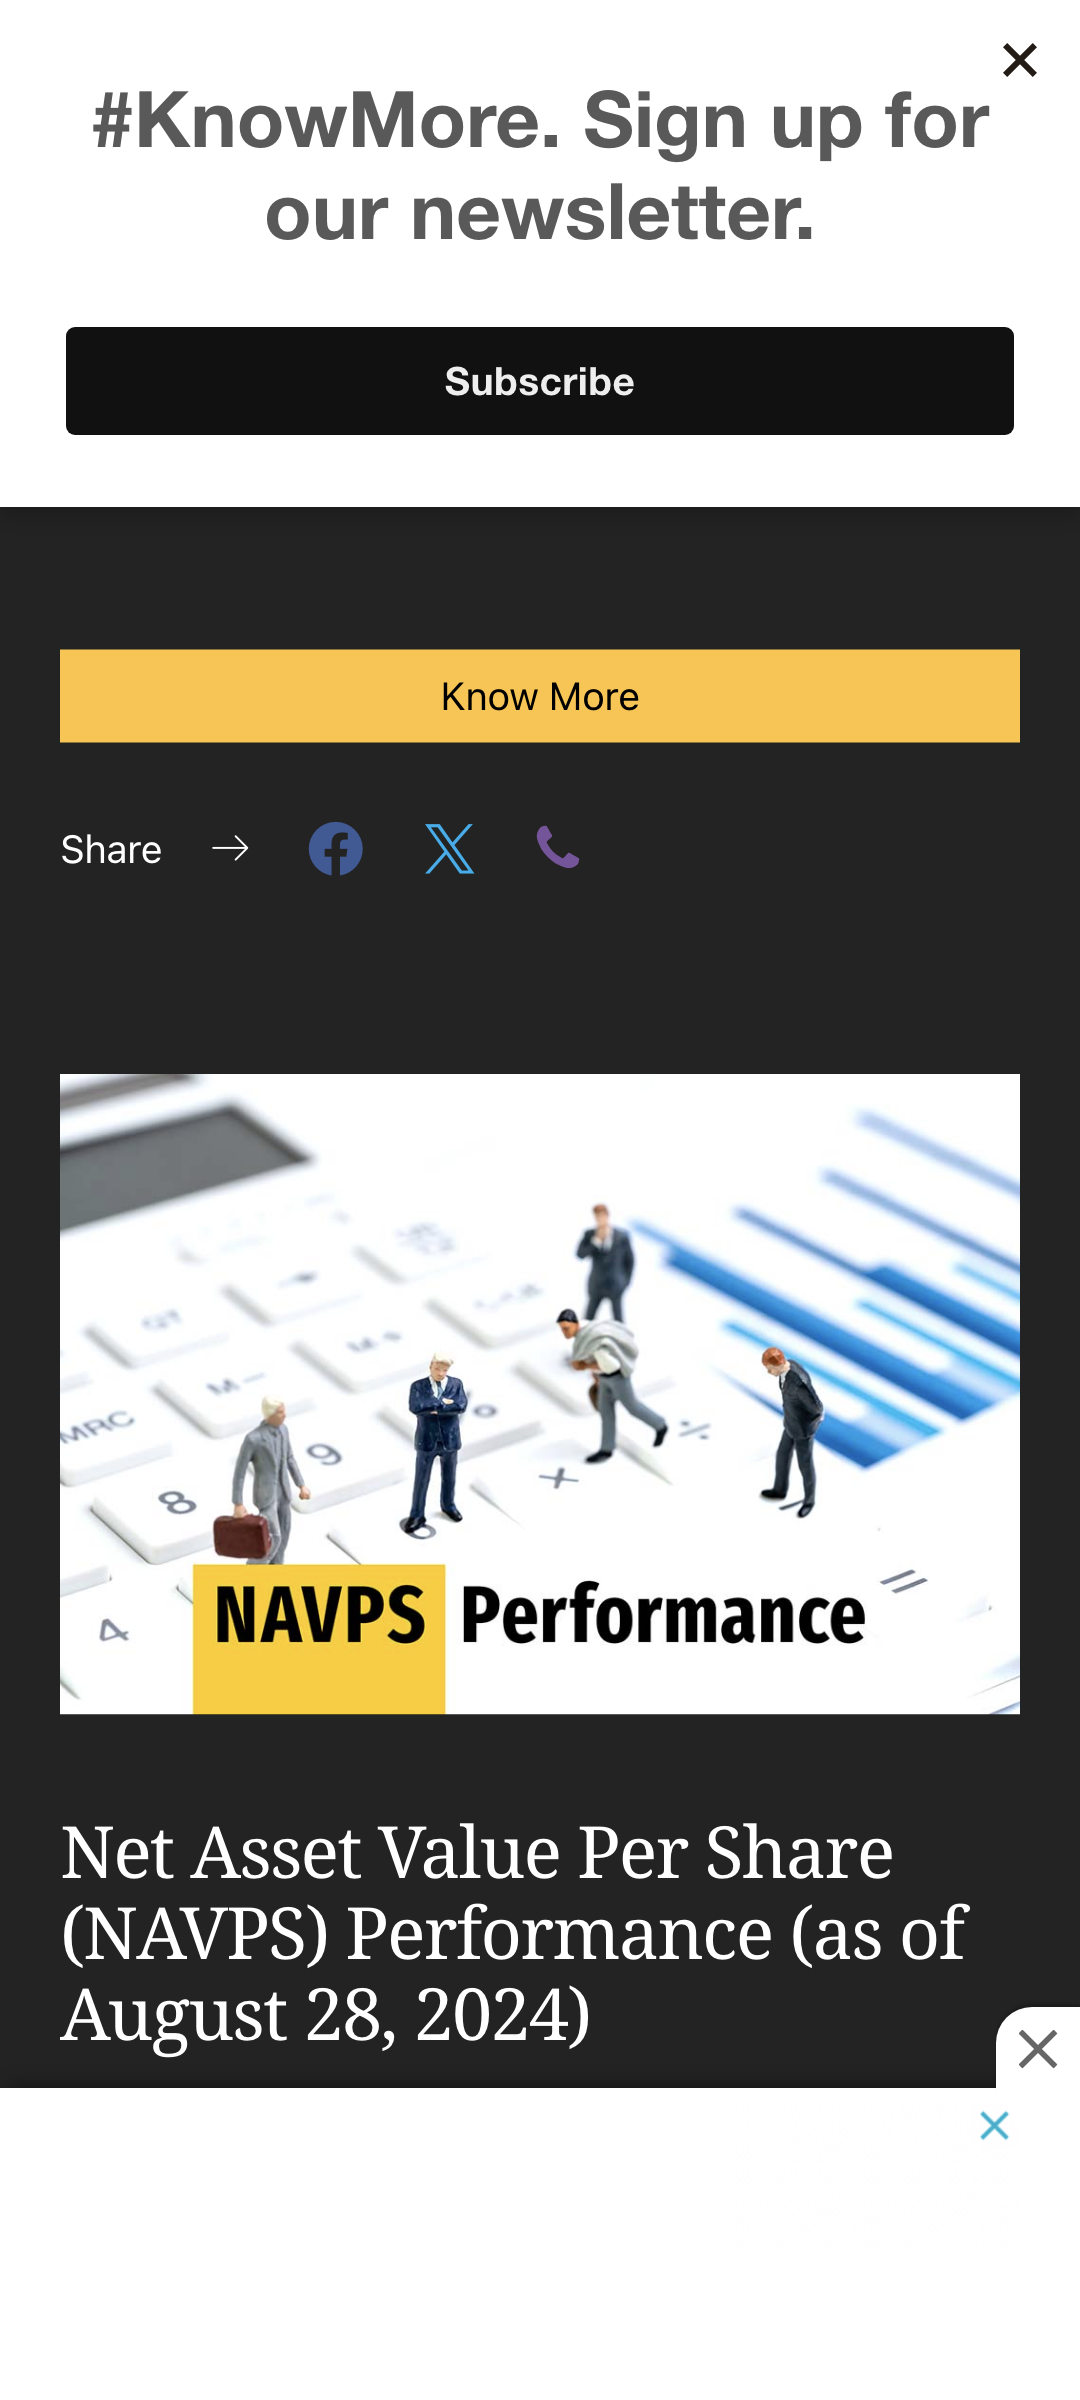 #KnowMore. Sign up for
our newsletter.
Subscribe
Know More
Share
GT
M-
MRC
8
9
6
4
+
÷
=
NAVPS Performance
Net Asset Value Per Share
(NAVPS) Performance (as of
August 28, 2024)